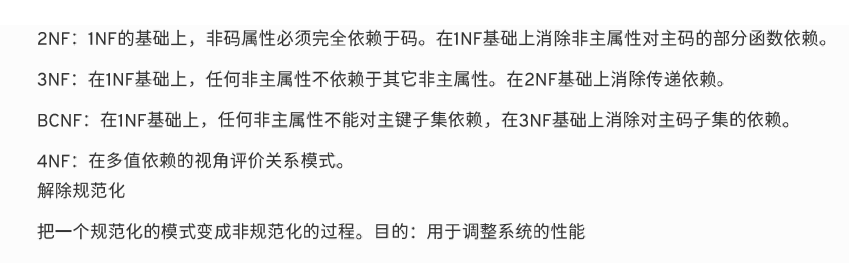 2NF：1NF的基础上，非码属性必须完全依赖于码。在1NF基础上消除非主属性对主码的部分函数依赖。
3NF：在1NF基础上，任何非主属性不依赖于其它非主属性。在2NF基础上消除传递依赖。
BCNF：在1NF基础上，任何非主属性不能对主键子集依赖，在3NF基础上消除对主码子集的依赖。
4NF：在多值依赖的视角评价关系模式。
解除规范化
把一个规范化的模式变成非规范化的过程。目的：用于调整系统的性能